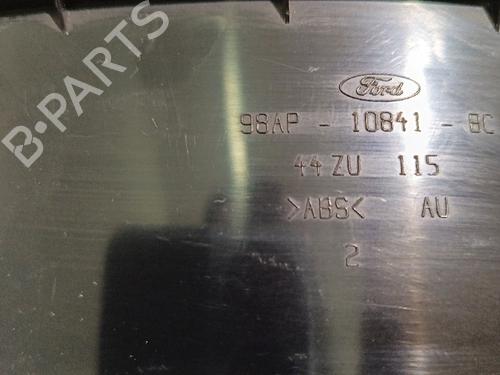 Ford
98AP - 10841 - BC
44 ZU 115
>ABS< AU
2
B-PARTS